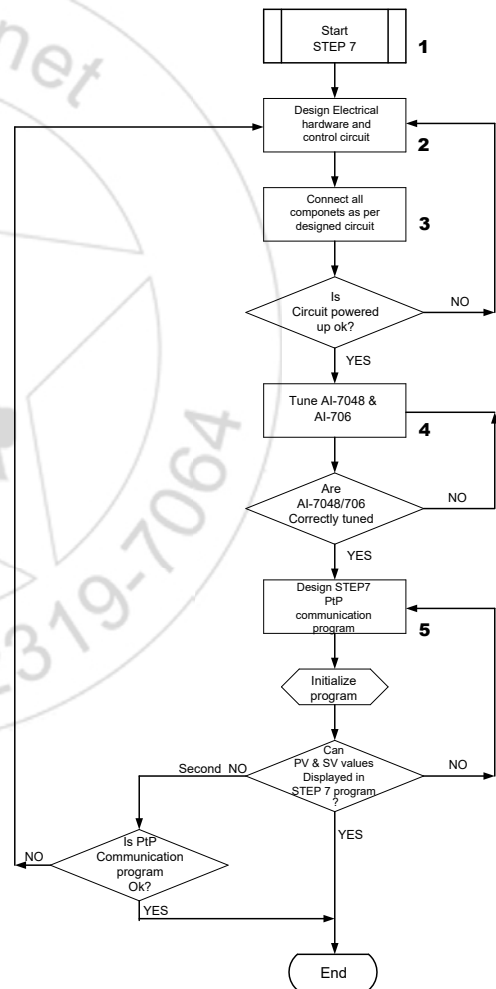 net
2319-7064
Start
STEP 7
1
Design Electrical
hardware and
control circuit
2
Connect all
componets as per
designed circuit
3
Is
Circuit powered
up ok?
NO
YES
Tune AI-7048 &
AI-706
4
Are
AI-7048/706
Correctly tuned
NO
YES
Design STEP7
PtP
communication
program
5
Initialize
program
Can
PV & SV values
Displayed in
STEP 7 program
?
Second NO
NO
YES
Is PtP
Communication
program
Ok?
NO
YES
End